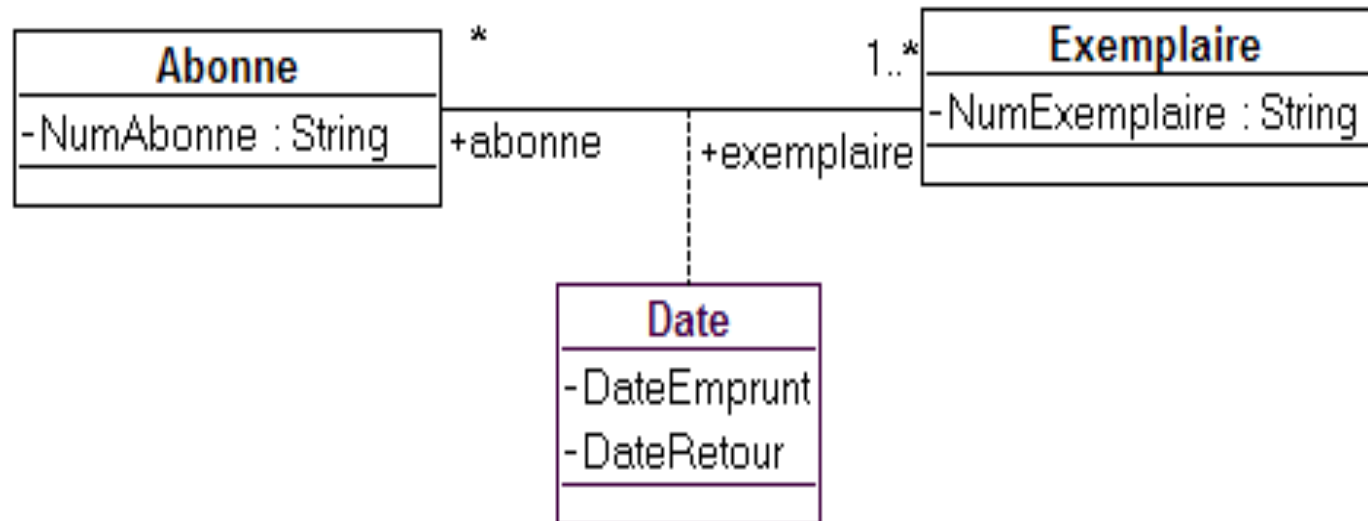 Abonne
-NumAbonne : String
*
+abonne
1..*
+exemplaire
Exemplaire
-NumExemplaire : String
Date
-DateEmprunt
-DateRetour